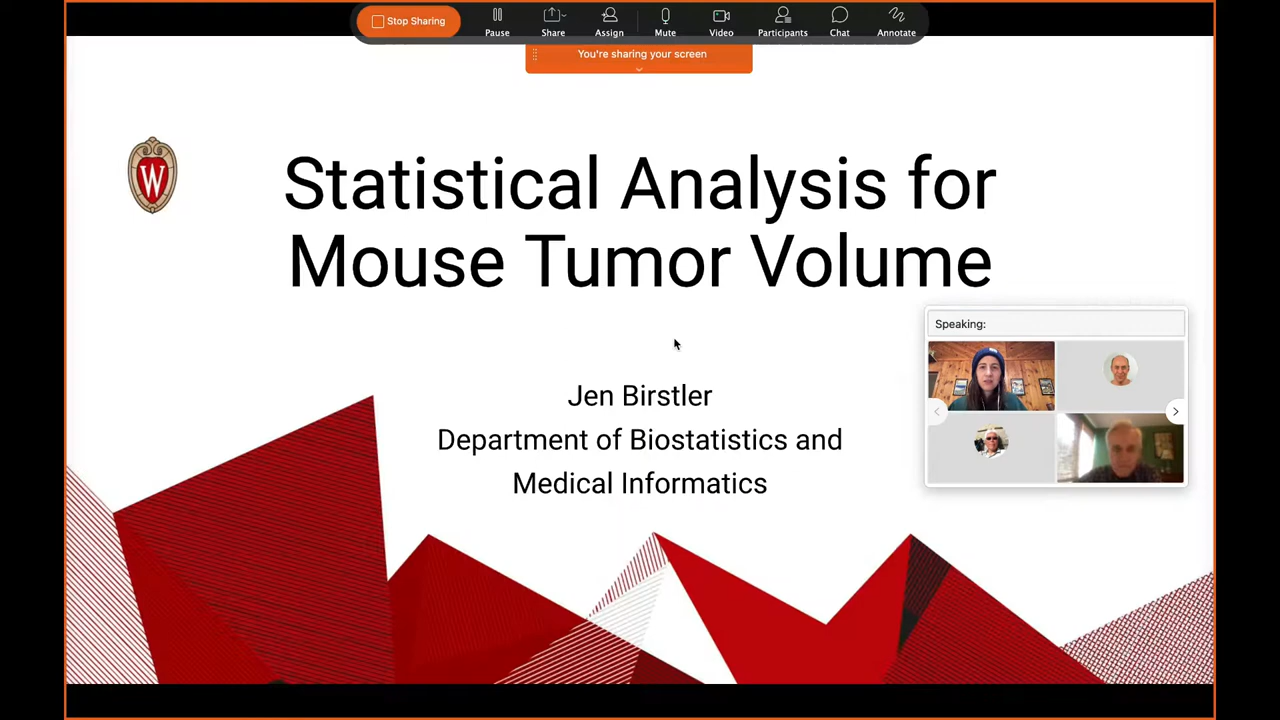 Stop Sharing
Pause
Share
Assign
Mute
Video
Participants
Chat
Annotate
You're sharing your screen
W
Statistical Analysis for
Mouse Tumor Volume
Speaking:
Jen Birstler
Department of Biostatistics and
Medical Informatics